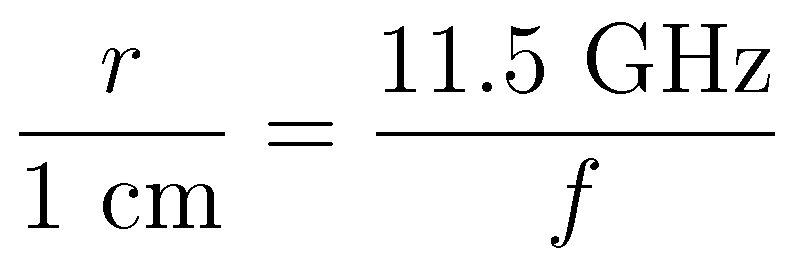 r/1 cm = 11.5 GHz/f